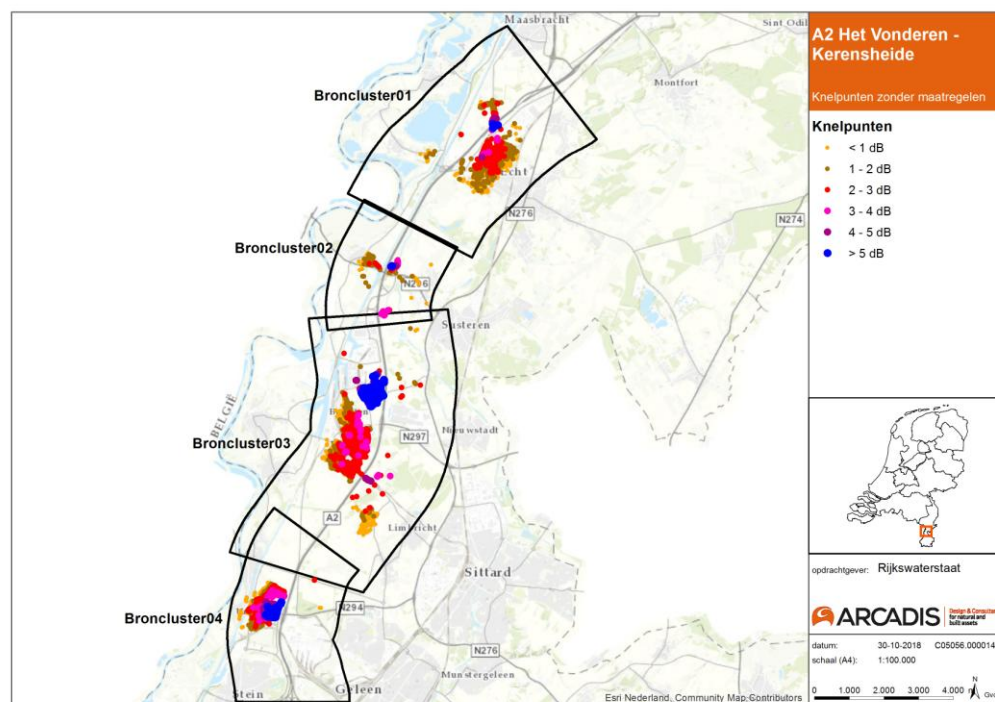 Maasbracht
Sint Odil
Montfort
Broncluster01
Echt
N276
N274
Broncluster02
N296
Susteren
BELGIË
Broncluster03
N297
Nieuwstadt
A2
Limbricht
Sittard
Broncluster04
N294
N276
Munstergeleen
Stein
Geleen
Esri Nederland, Community Map Contributors
A2 Het Vonderen -
Kerensheide
Knelpunten zonder maatregelen
Knelpunten
< 1 dB
1 - 2 dB
2 - 3 dB
3 - 4 dB
4 - 5 dB
> 5 dB
opdrachtgever: Rijkswaterstaat
ARCADIS
Design & Consultancy
for natural and
built assets
datum: 30-10-2018 C05056.000014
schaal (A4): 1:100.000
0 1.000 2.000 3.000 4.000 m
N